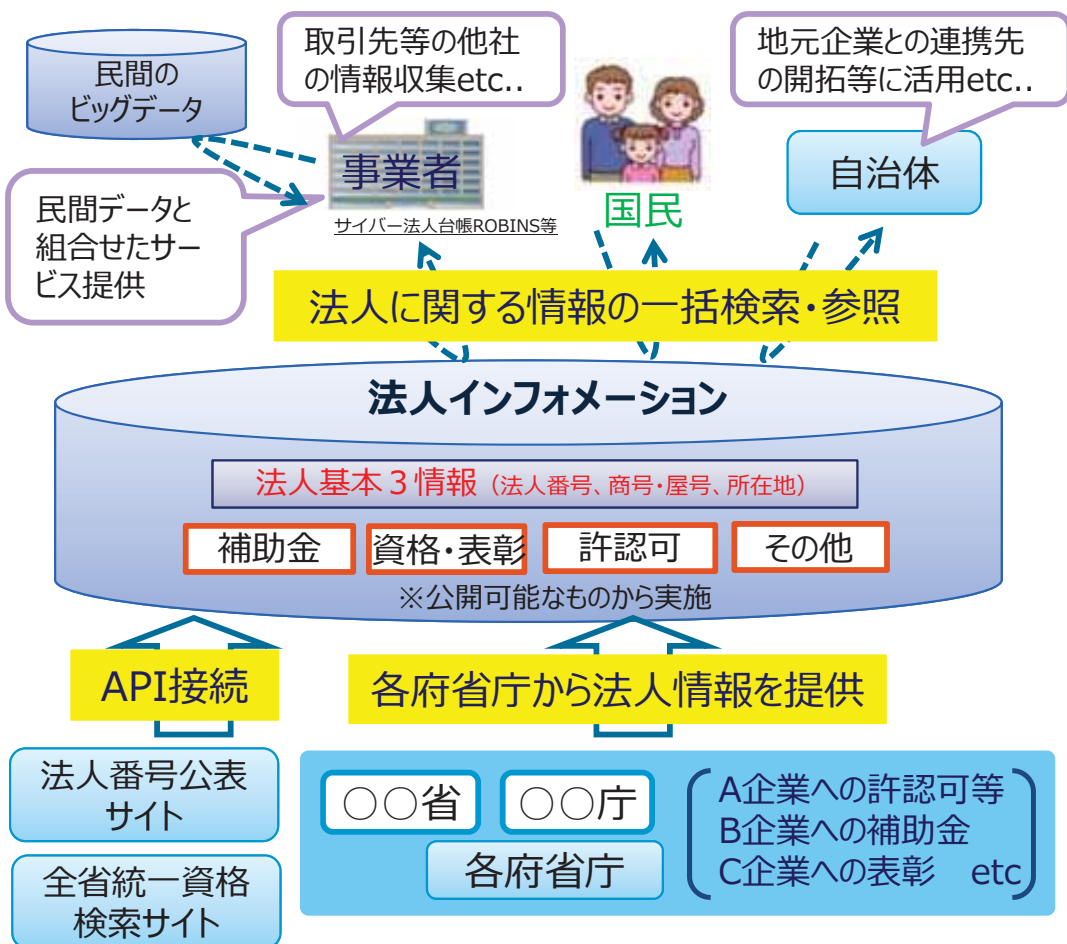 民間の
ビッグデータ
取引先等の他社
の情報収集etc..
地元企業との連携先
の開拓等に活用etc..
事業者
サイバー法人台帳ROBINS等
国民
自治体
民間データと
組合せたサー
ビス提供
法人に関する情報の一括検索・参照
法人インフォメーション
法人基本３情報（法人番号、商号・屋号、所在地）
補助金
資格・表彰
許認可
その他
※公開可能なものから実施
API接続
各府省庁から法人情報を提供
法人番号公表
サイト
全省統一資格
検索サイト
○○省
○○庁
各府省庁
A企業への許認可等
B企業への補助金
C企業への表彰　etc